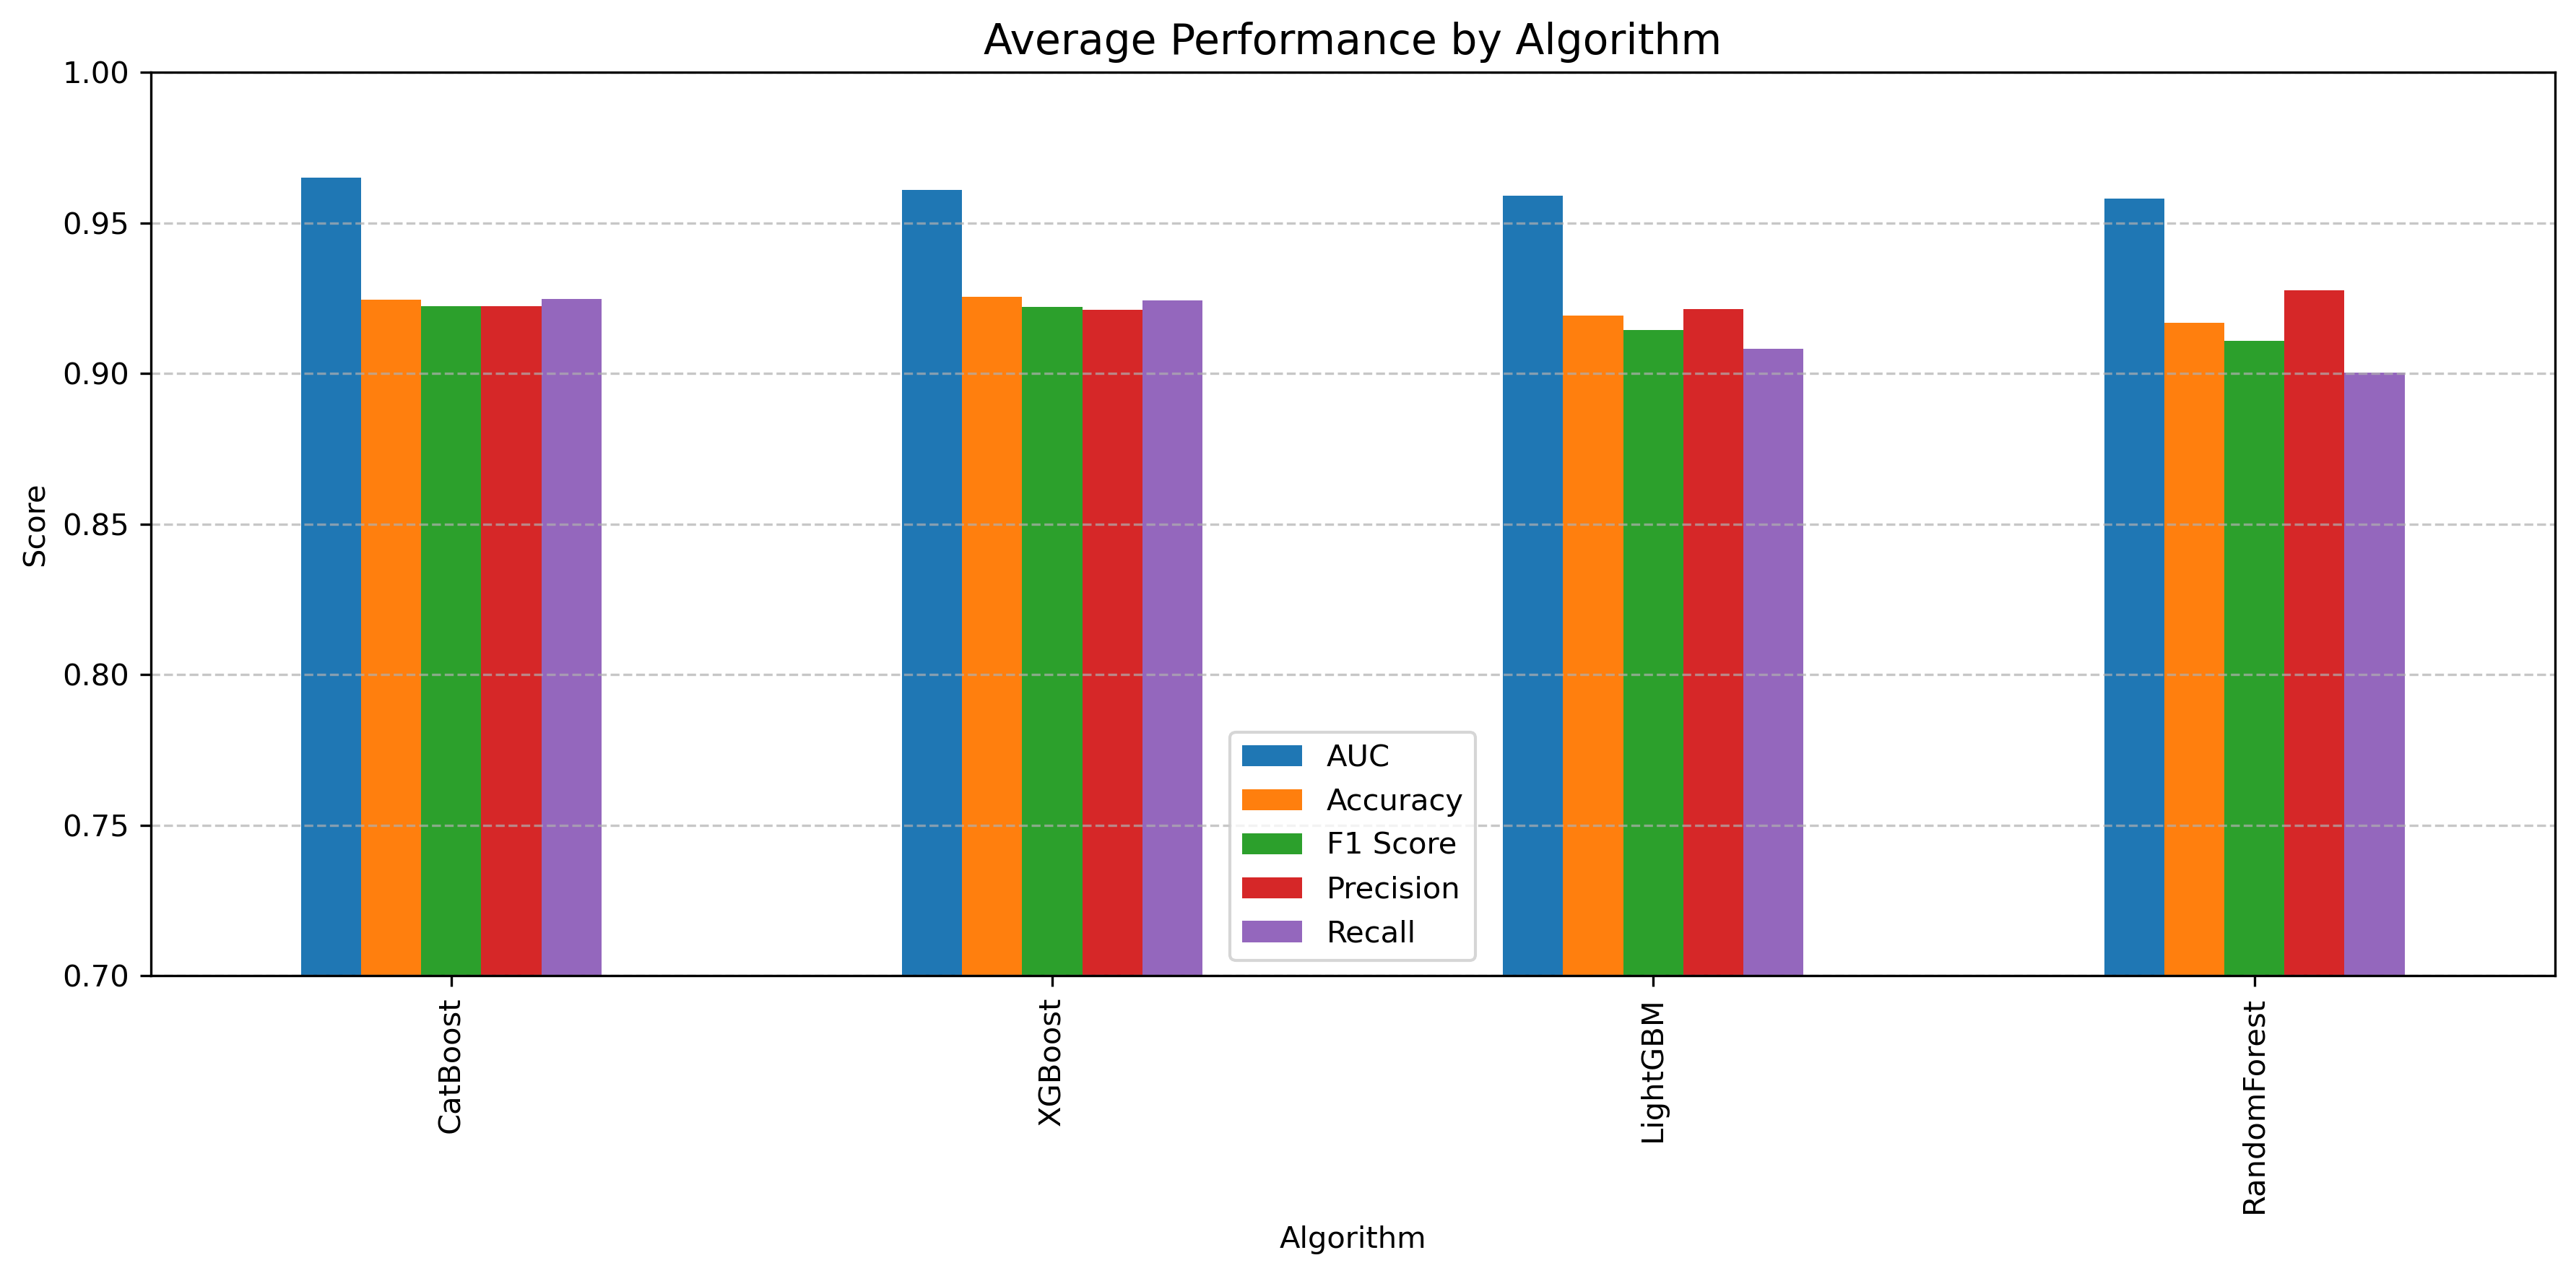 Average Performance by Algorithm
1.00
0.95
0.90
0.85
0.80
0.75
0.70
Score
AUC
Accuracy
F1 Score
Precision
Recall
CatBoost
XGBoost
LightGBM
RandomForest
Algorithm